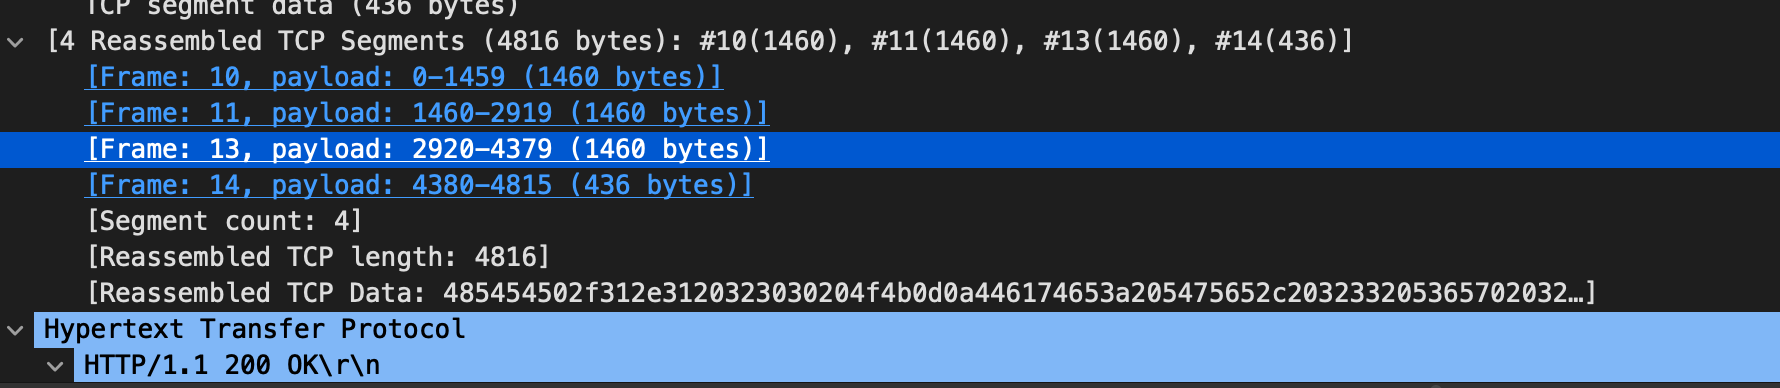 TCP segment data (436 bytes)
[4 Reassembled TCP Segments (4816 bytes): #10(1460), #11(1460), #13(1460), #14(436)]
[Frame: 10, payload: 0-1459 (1460 bytes)]
[Frame: 11, payload: 1460-2919 (1460 bytes)]
[Frame: 13, payload: 2920-4379 (1460 bytes)]
[Frame: 14, payload: 4380-4815 (436 bytes)]
[Segment count: 4]
[Reassembled TCP length: 4816]
[Reassembled TCP Data: 485454502f312e3120323030204f4b0d0a446174653a205475652c203233205365702032…]
Hypertext Transfer Protocol
HTTP/1.1 200 OK\r\n